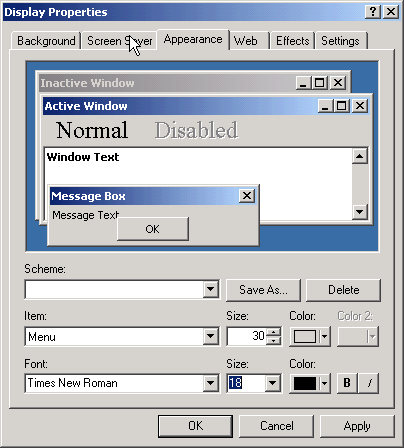 Display Properties
Background Screen Saver Appearance Web Effects Settings
Inactive Window
Active Window
Normal Disabled
Window Text
Message Box
Message Text
OK
Scheme:
Save As... Delete
Item: Size: Color: Color 2:
Menu 30
Font: Size: Color:
Times New Roman 18 B /
OK Cancel Apply